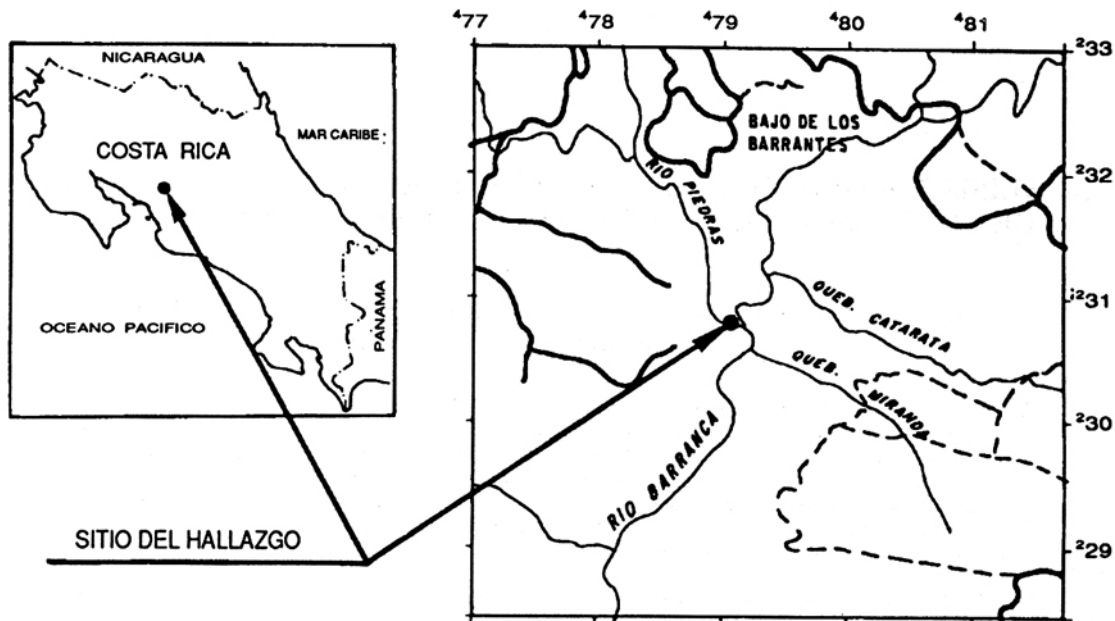 NICARAGUA
MAR CARIBE
COSTA RICA
OCEANO PACIFICO
PANAMA
SITIO DEL HALLAZGO
⁴77
⁴78
⁴79
⁴80
⁴81
²33
²32
²31
²30
²29
BAJO DE LOS
BARRANTES
RIO PIEDRAS
QUEB. CATARATA
QUEB. MIRANDA
RIO BARRANCA